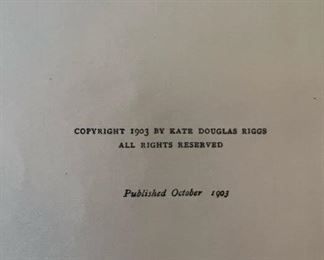 COPYRIGHT 1903 BY KATE DOUGLAS RIGGS
ALL RIGHTS RESERVED
Published October 1903